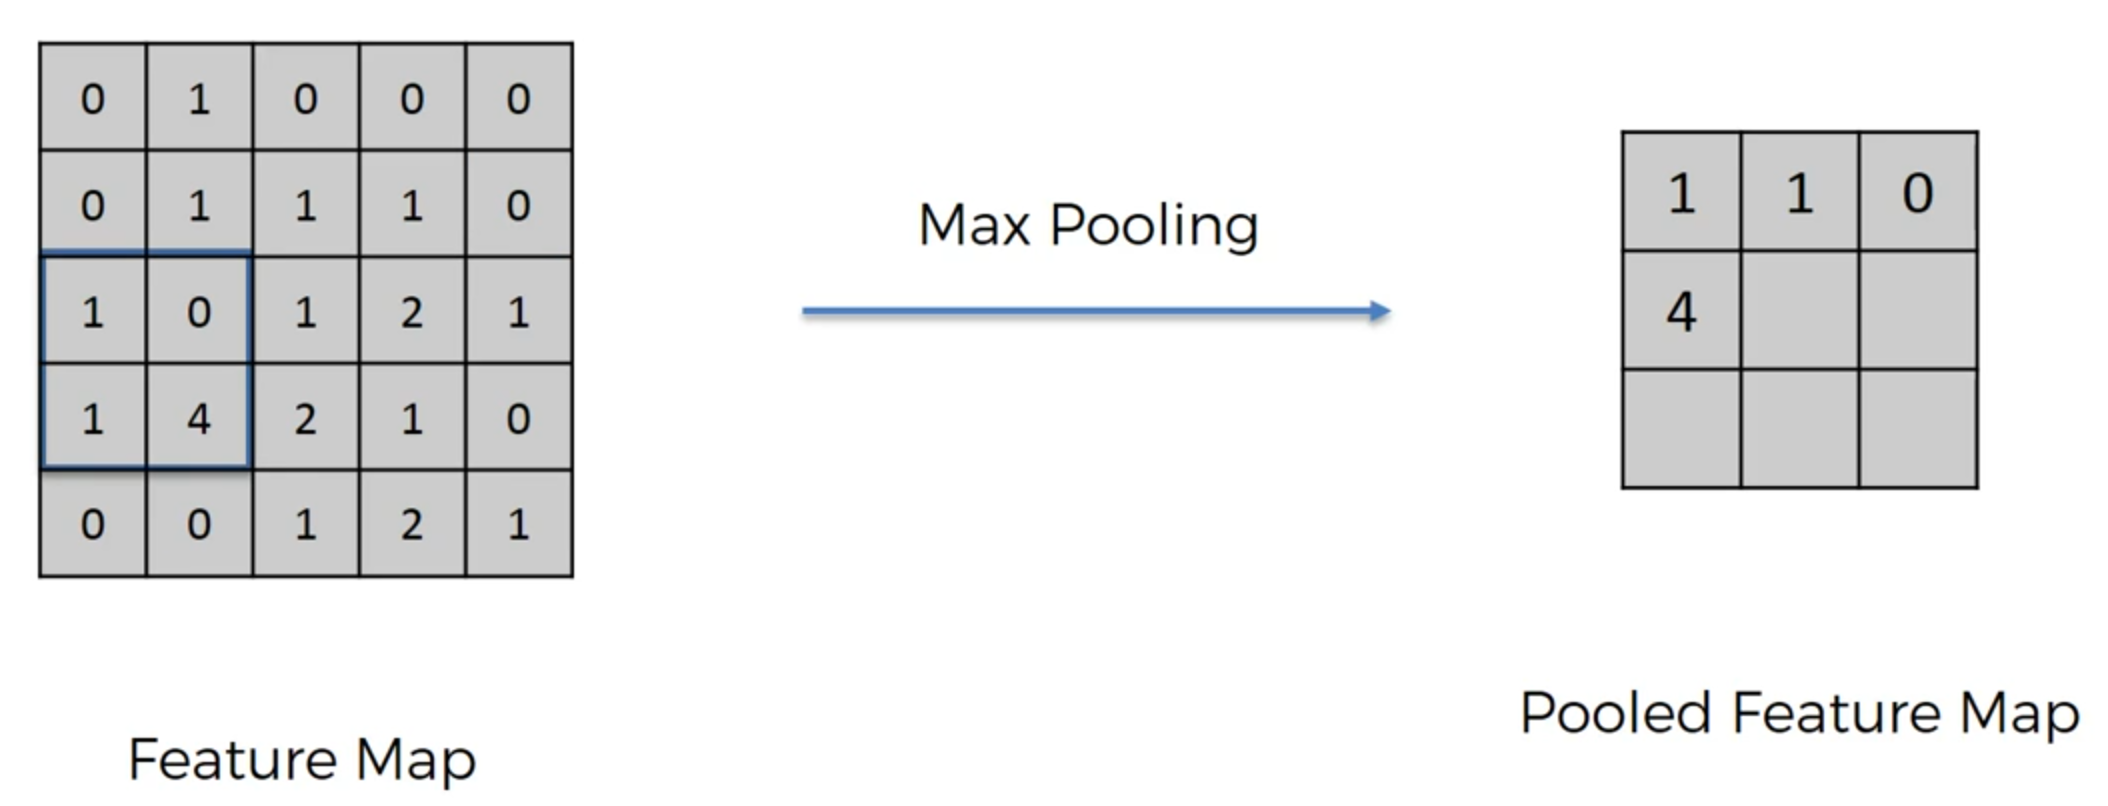 0 1 0 0 0
0 1 1 1 0
1 0 1 2 1
1 4 2 1 0
0 0 1 2 1
Feature Map
Max Pooling
1 1 0
4
Pooled Feature Map